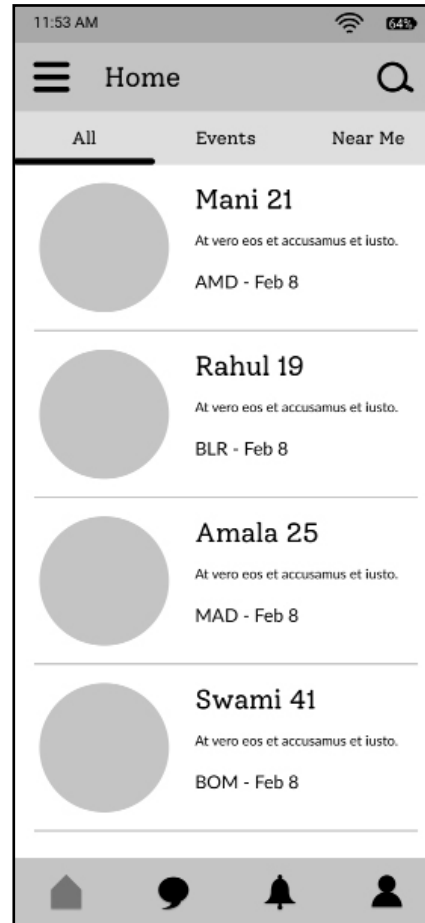 11:53 AM 64%
Home
All Events Near Me
Mani 21
At vero eos et accusamus et iusto.
AMD - Feb 8
Rahul 19
At vero eos et accusamus et iusto.
BLR - Feb 8
Amala 25
At vero eos et accusamus et iusto.
MAD - Feb 8
Swami 41
At vero eos et accusamus et iusto.
BOM - Feb 8